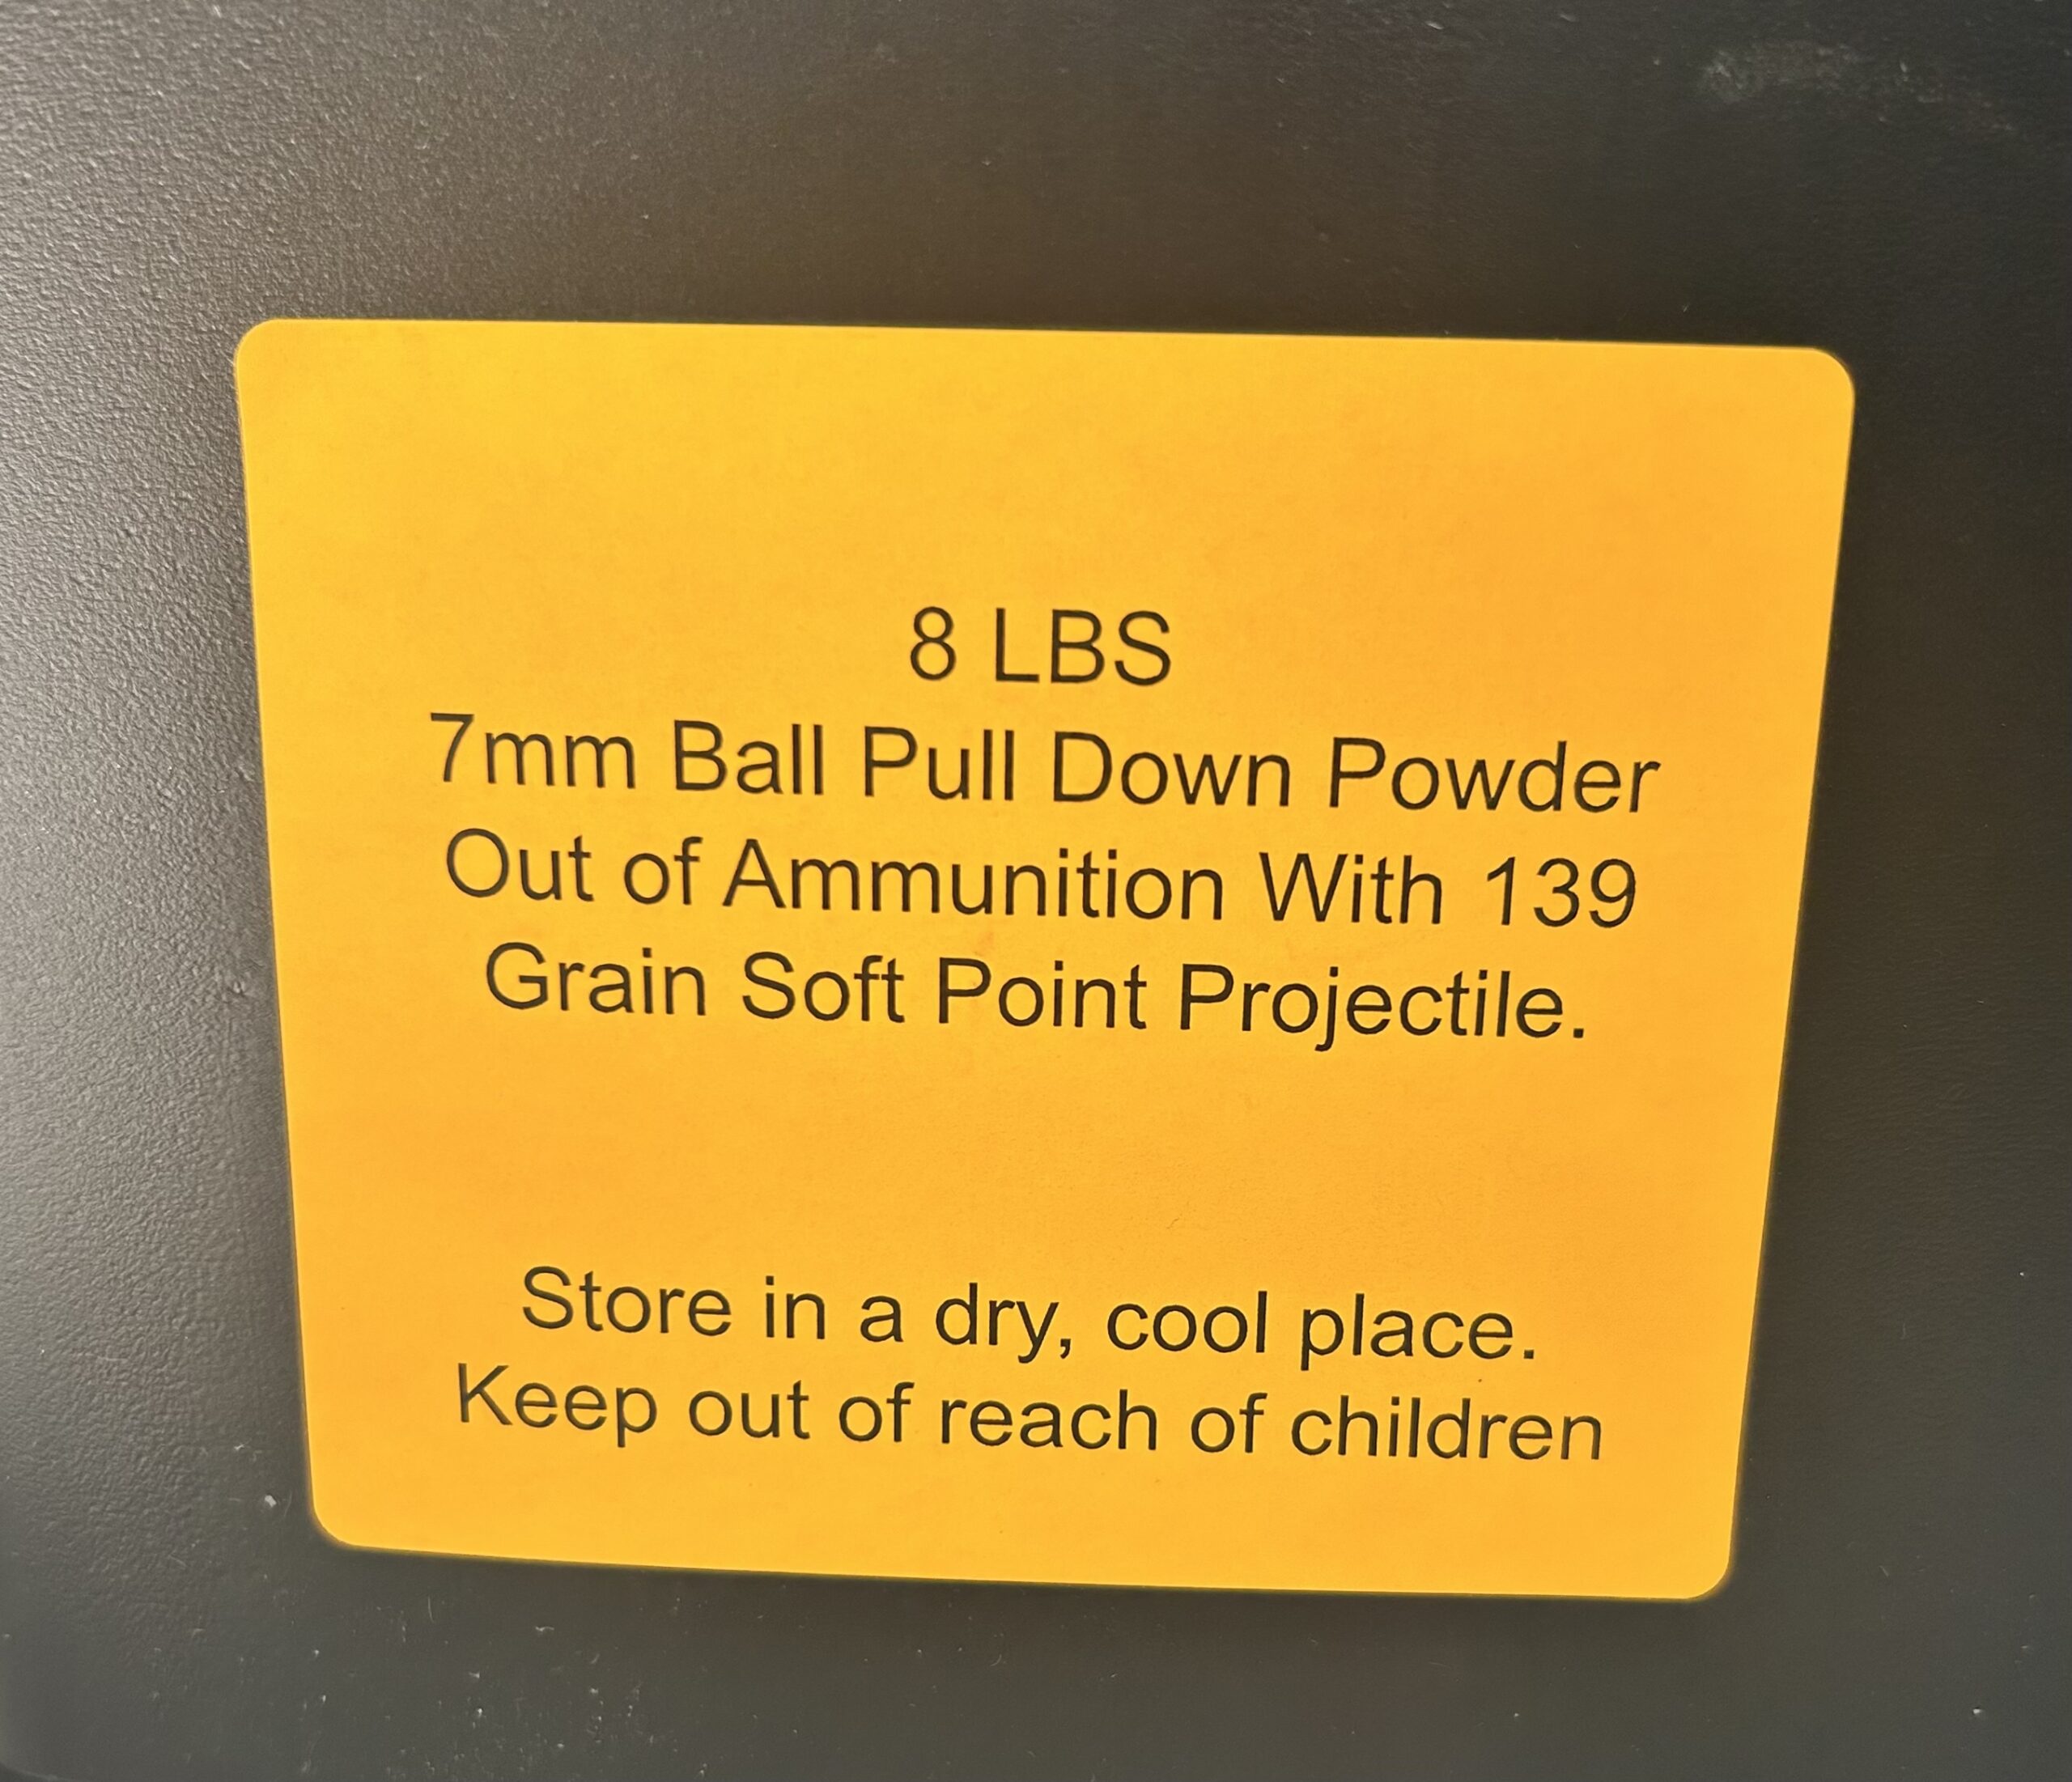 8 LBS
7mm Ball Pull Down Powder
Out of Ammunition With 139
Grain Soft Point Projectile.
Store in a dry, cool place.
Keep out of reach of children